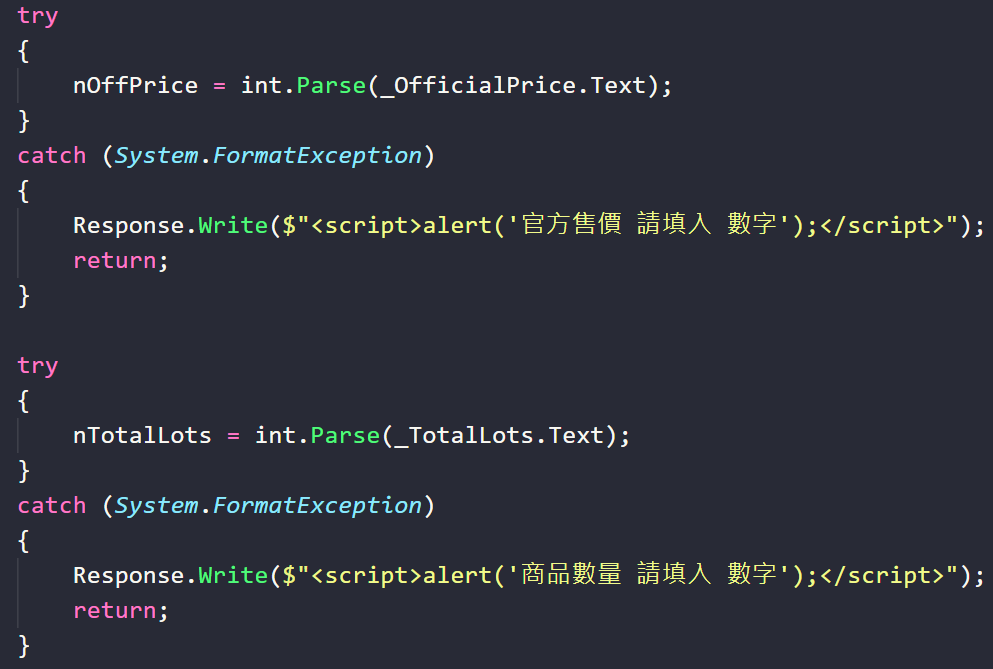 try
{
    nOffPrice = int.Parse(_OfficialPrice.Text);
}
catch (System.FormatException)
{
    Response.Write($"<script>alert('官方售價 請填入 數字');</script>");
    return;
}

try
{
    nTotalLots = int.Parse(_TotalLots.Text);
}
catch (System.FormatException)
{
    Response.Write($"<script>alert('商品數量 請填入 數字');</script>");
    return;
}